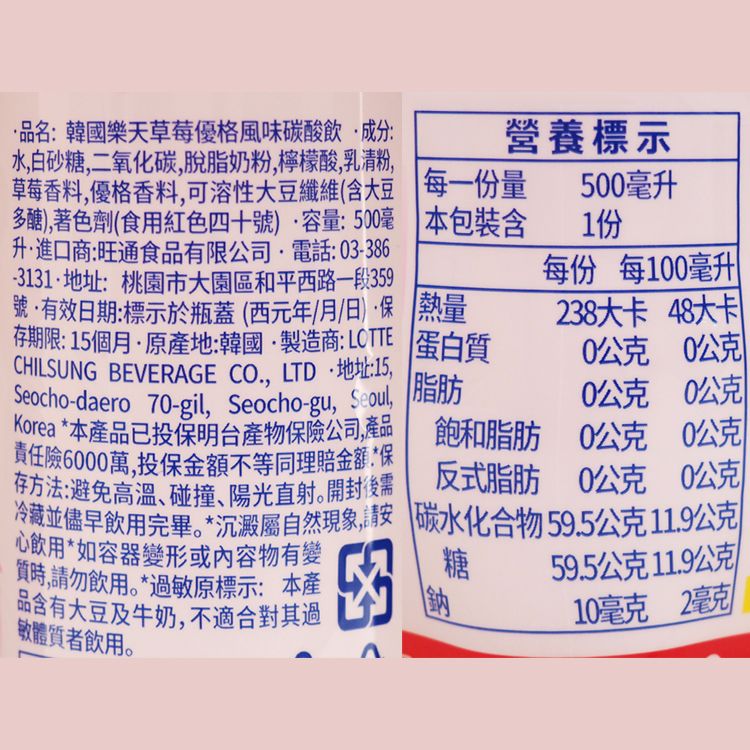 ·品名: 韓國樂天草莓優格風味碳酸飲 ·成分:
水,白砂糖,二氧化碳,脫脂奶粉,檸檬酸,乳清粉,
草莓香料,優格香料,可溶性大豆纖維(含大豆
多醣),著色劑(食用紅色四十號) ·容量: 500毫
升·進口商:旺通食品有限公司·電話: 03-386
-3131·地址: 桃園市大園區和平西路一段359
號·有效日期:標示於瓶蓋 (西元年/月/日)·保
存期限: 15個月·原產地:韓國·製造商: LOTTE
CHILSUNG BEVERAGE CO., LTD ·地址:15,
Seocho-daero 70-gil, Seocho-gu, Seoul,
Korea *本產品已投保明台產物保險公司,產品
責任險6000萬,投保金額不等同理賠金額*保
存方法:避免高溫、碰撞、陽光直射。開封後需
冷藏並儘早飲用完畢。*沉澱屬自然現象,請安
心飲用*如容器變形或內容物有變
質時,請勿飲用。*過敏原標示: 本產
品含有大豆及牛奶,不適合對其過
敏體質者飲用。
營養標示
每一份量 500毫升
本包裝含 1份
每份 每100毫升
熱量 238大卡 48大卡
蛋白質 0公克 0公克
脂肪 0公克 0公克
飽和脂肪 0公克 0公克
反式脂肪 0公克 0公克
碳水化合物 59.5公克 11.9公克
糖 59.5公克 11.9公克
鈉 10毫克 2毫克